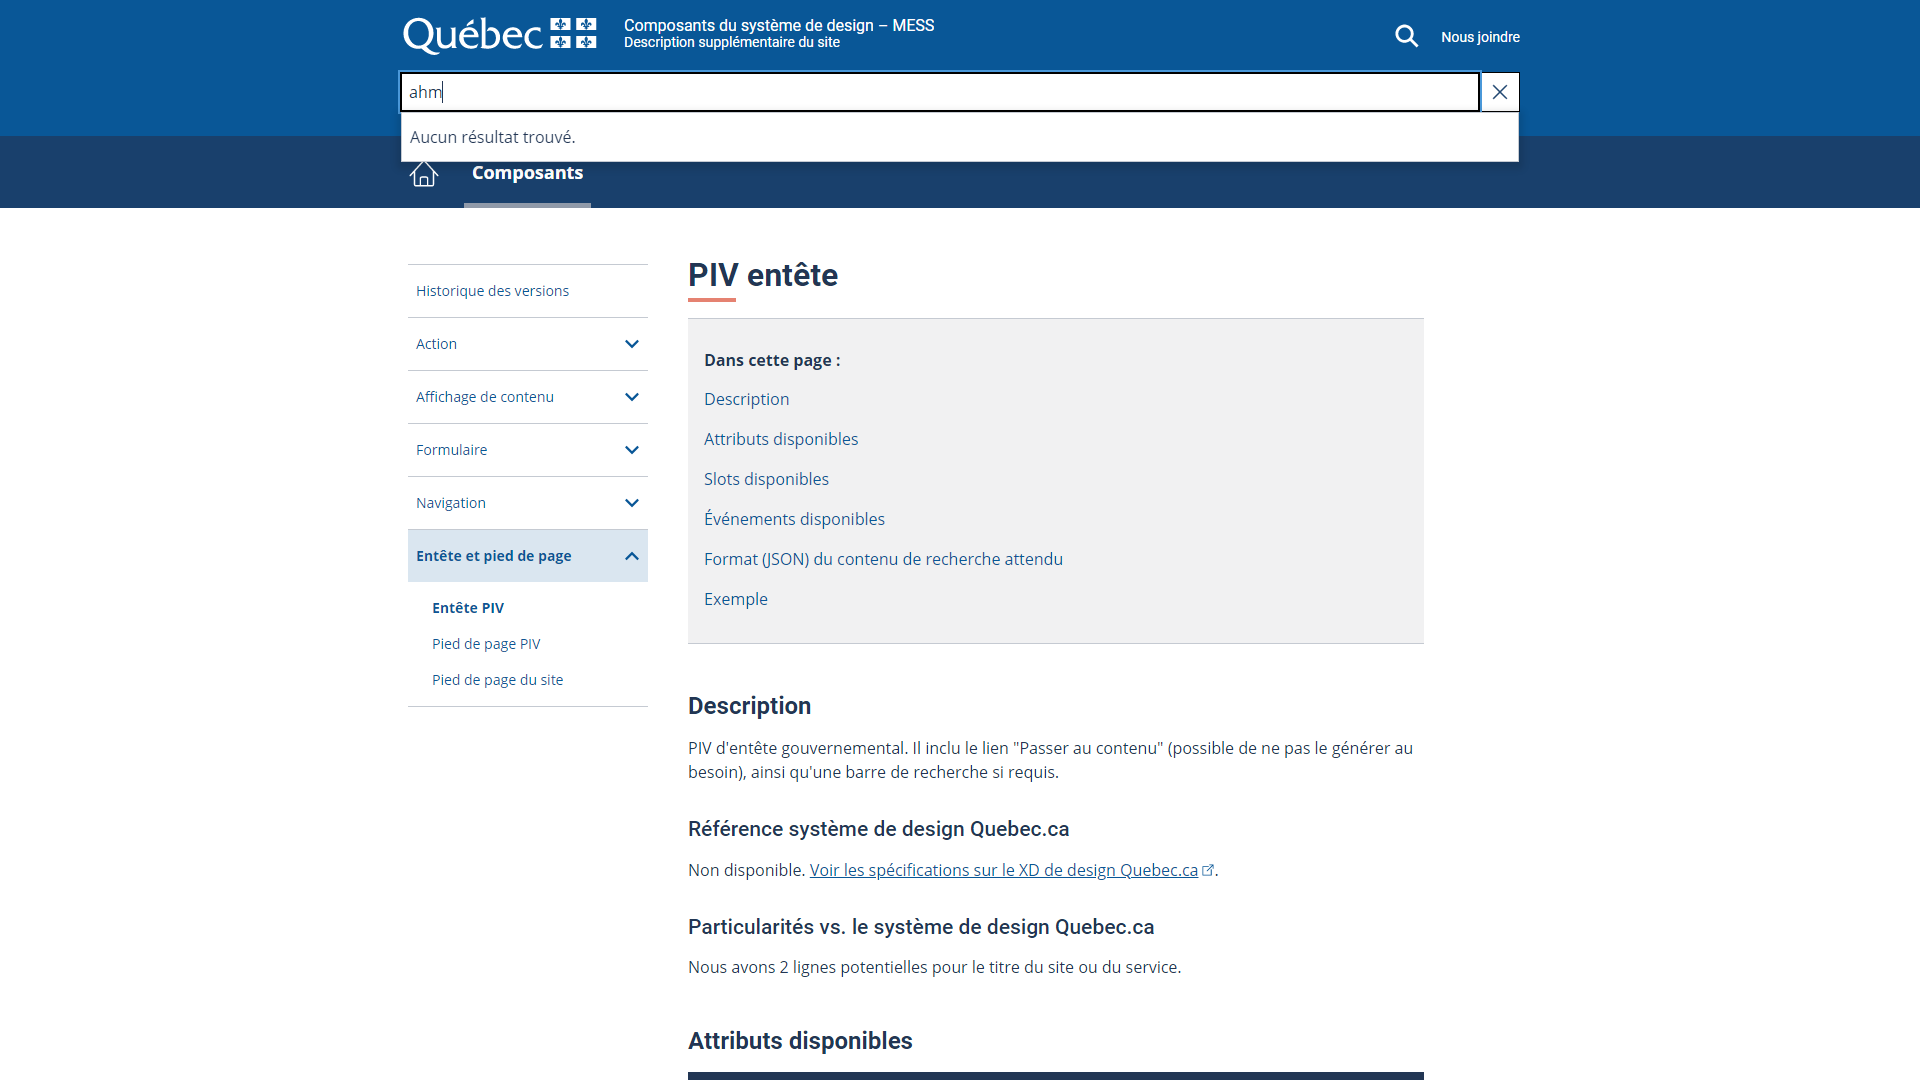 Québec
Composants du système de design – MESS
Description supplémentaire du site
Nous joindre
ahm
Aucun résultat trouvé.
Composants
Historique des versions
Action
Affichage de contenu
Formulaire
Navigation
Entête et pied de page
Entête PIV
Pied de page PIV
Pied de page du site
PIV entête
Dans cette page :
Description
Attributs disponibles
Slots disponibles
Événements disponibles
Format (JSON) du contenu de recherche attendu
Exemple
Description
PIV d'entête gouvernemental. Il inclu le lien "Passer au contenu" (possible de ne pas le générer au
besoin), ainsi qu'une barre de recherche si requis.
Référence système de design Quebec.ca
Non disponible. Voir les spécifications sur le XD de design Quebec.ca.
Particularités vs. le système de design Quebec.ca
Nous avons 2 lignes potentielles pour le titre du site ou du service.
Attributs disponibles